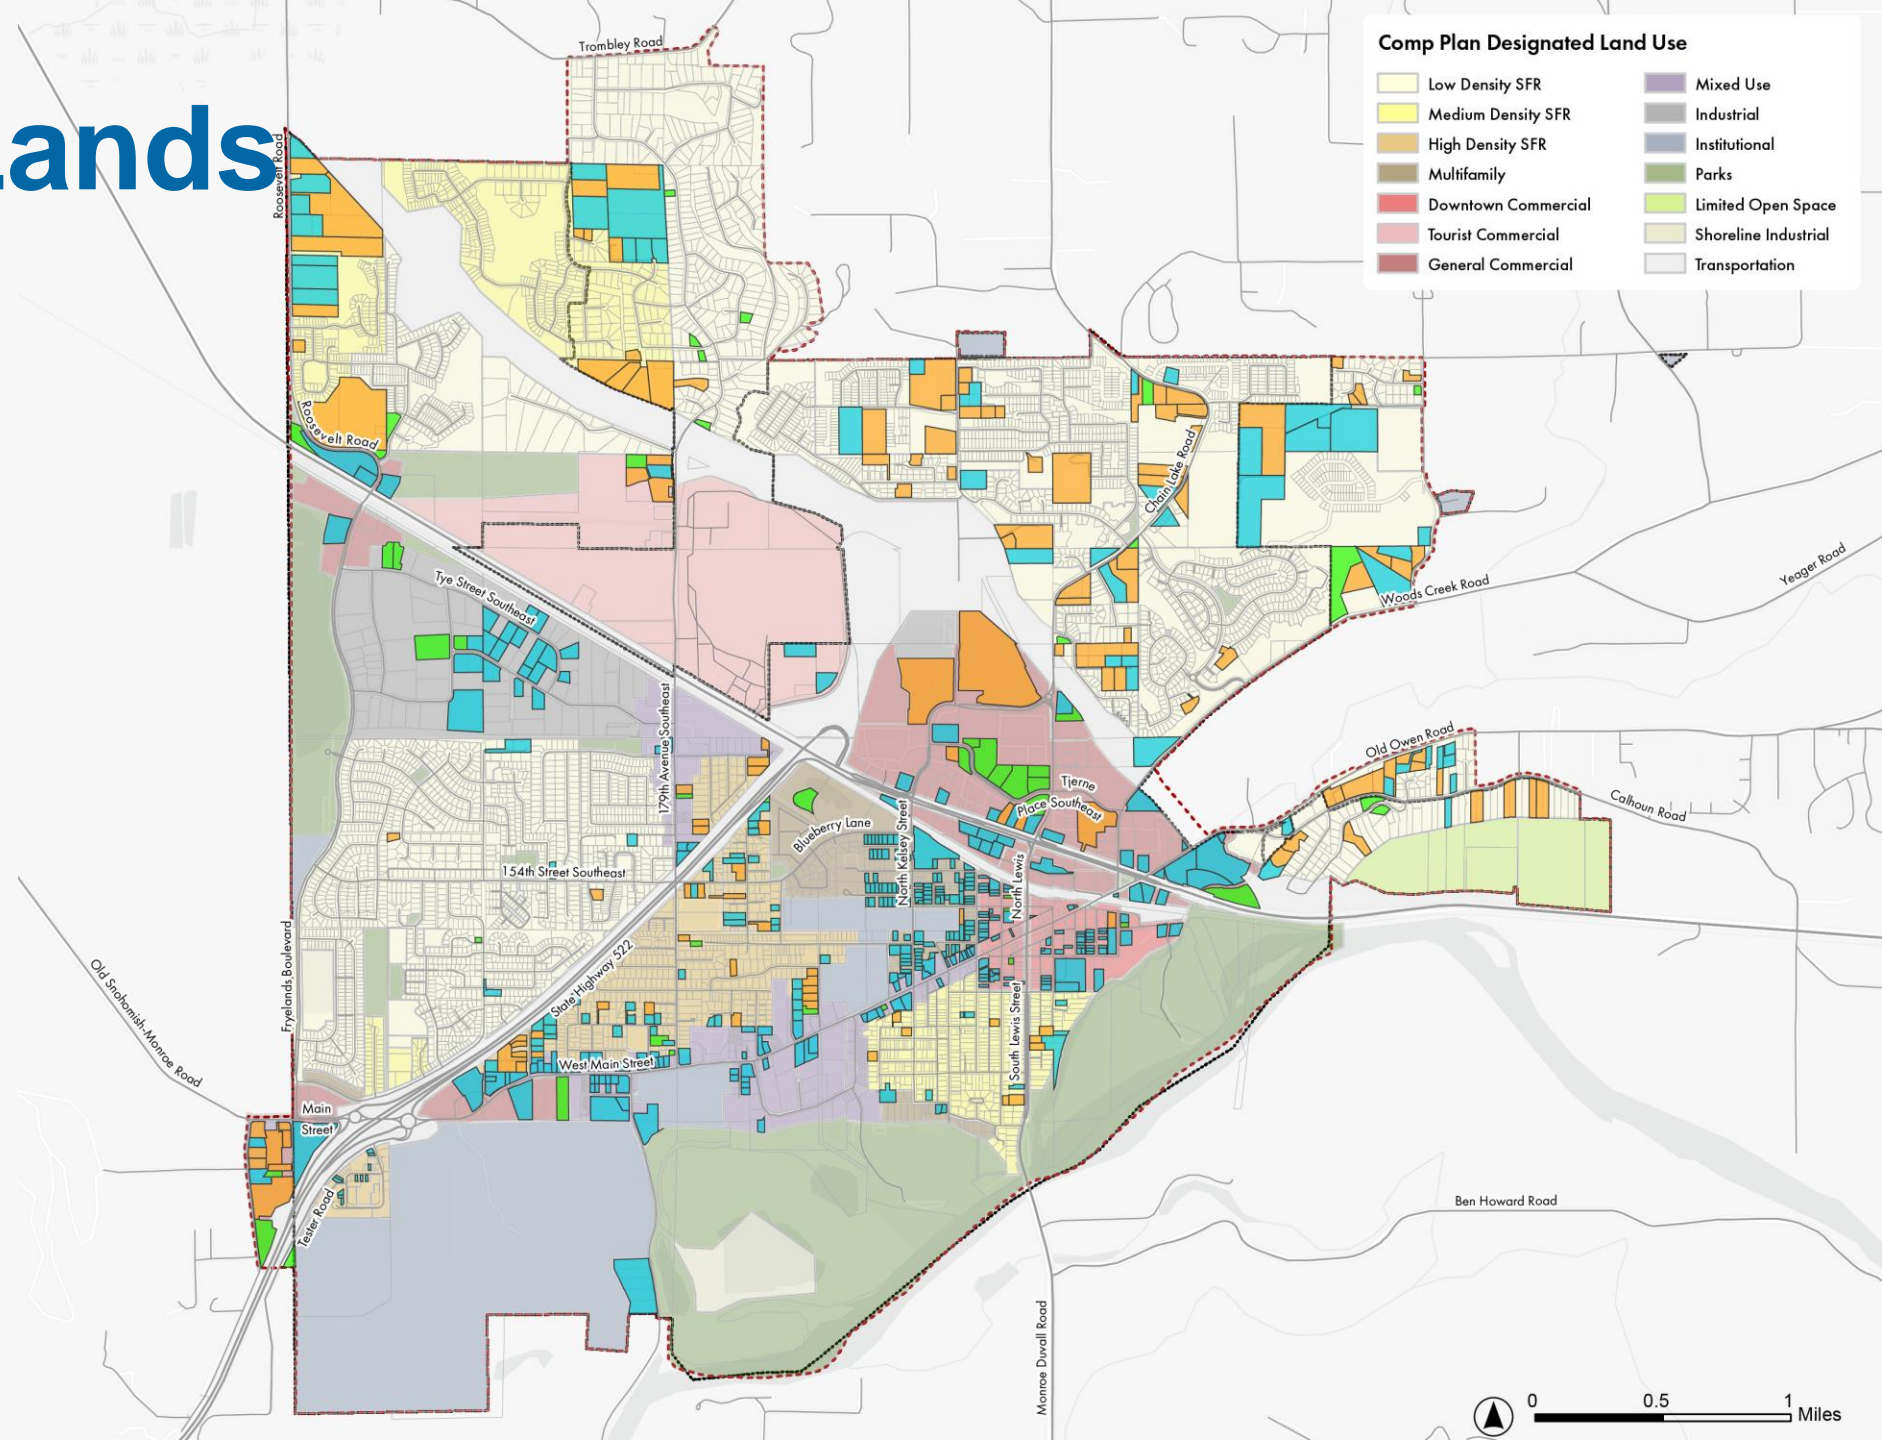 ands
Comp Plan Designated Land Use
Low Density SFR
Medium Density SFR
High Density SFR
Multifamily
Downtown Commercial
Tourist Commercial
General Commercial
Mixed Use
Industrial
Institutional
Parks
Limited Open Space
Shoreline Industrial
Transportation
Trombley Road
Roosevelt Road
Roosevelt Road
Chain Lake Road
Tye Street Southeast
Woods Creek Road
Yeager Road
179th Avenue Southeast
Old Owen Road
Calhoun Road
Tjerne
Place Southeast
Blueberry Lane
North Kelsey Street
North Lewis
154th Street Southeast
State Highway 522
Fryelands Boulevard
Old Snohomish-Monroe Road
South Lewis Street
West Main Street
Main
Street
Tester Road
Ben Howard Road
Monroe Duvall Road
0 0.5 1
Miles